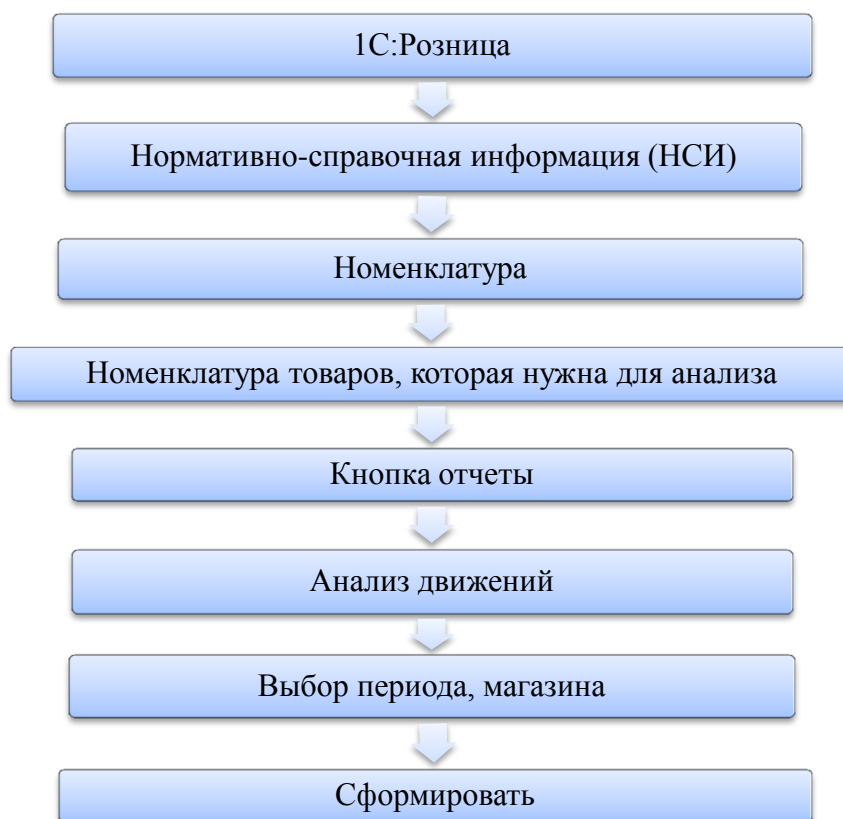 1С:Розница
Нормативно-справочная информация (НСИ)
Номенклатура
Номенклатура товаров, которая нужна для анализа
Кнопка отчеты
Анализ движений
Выбор периода, магазина
Сформировать